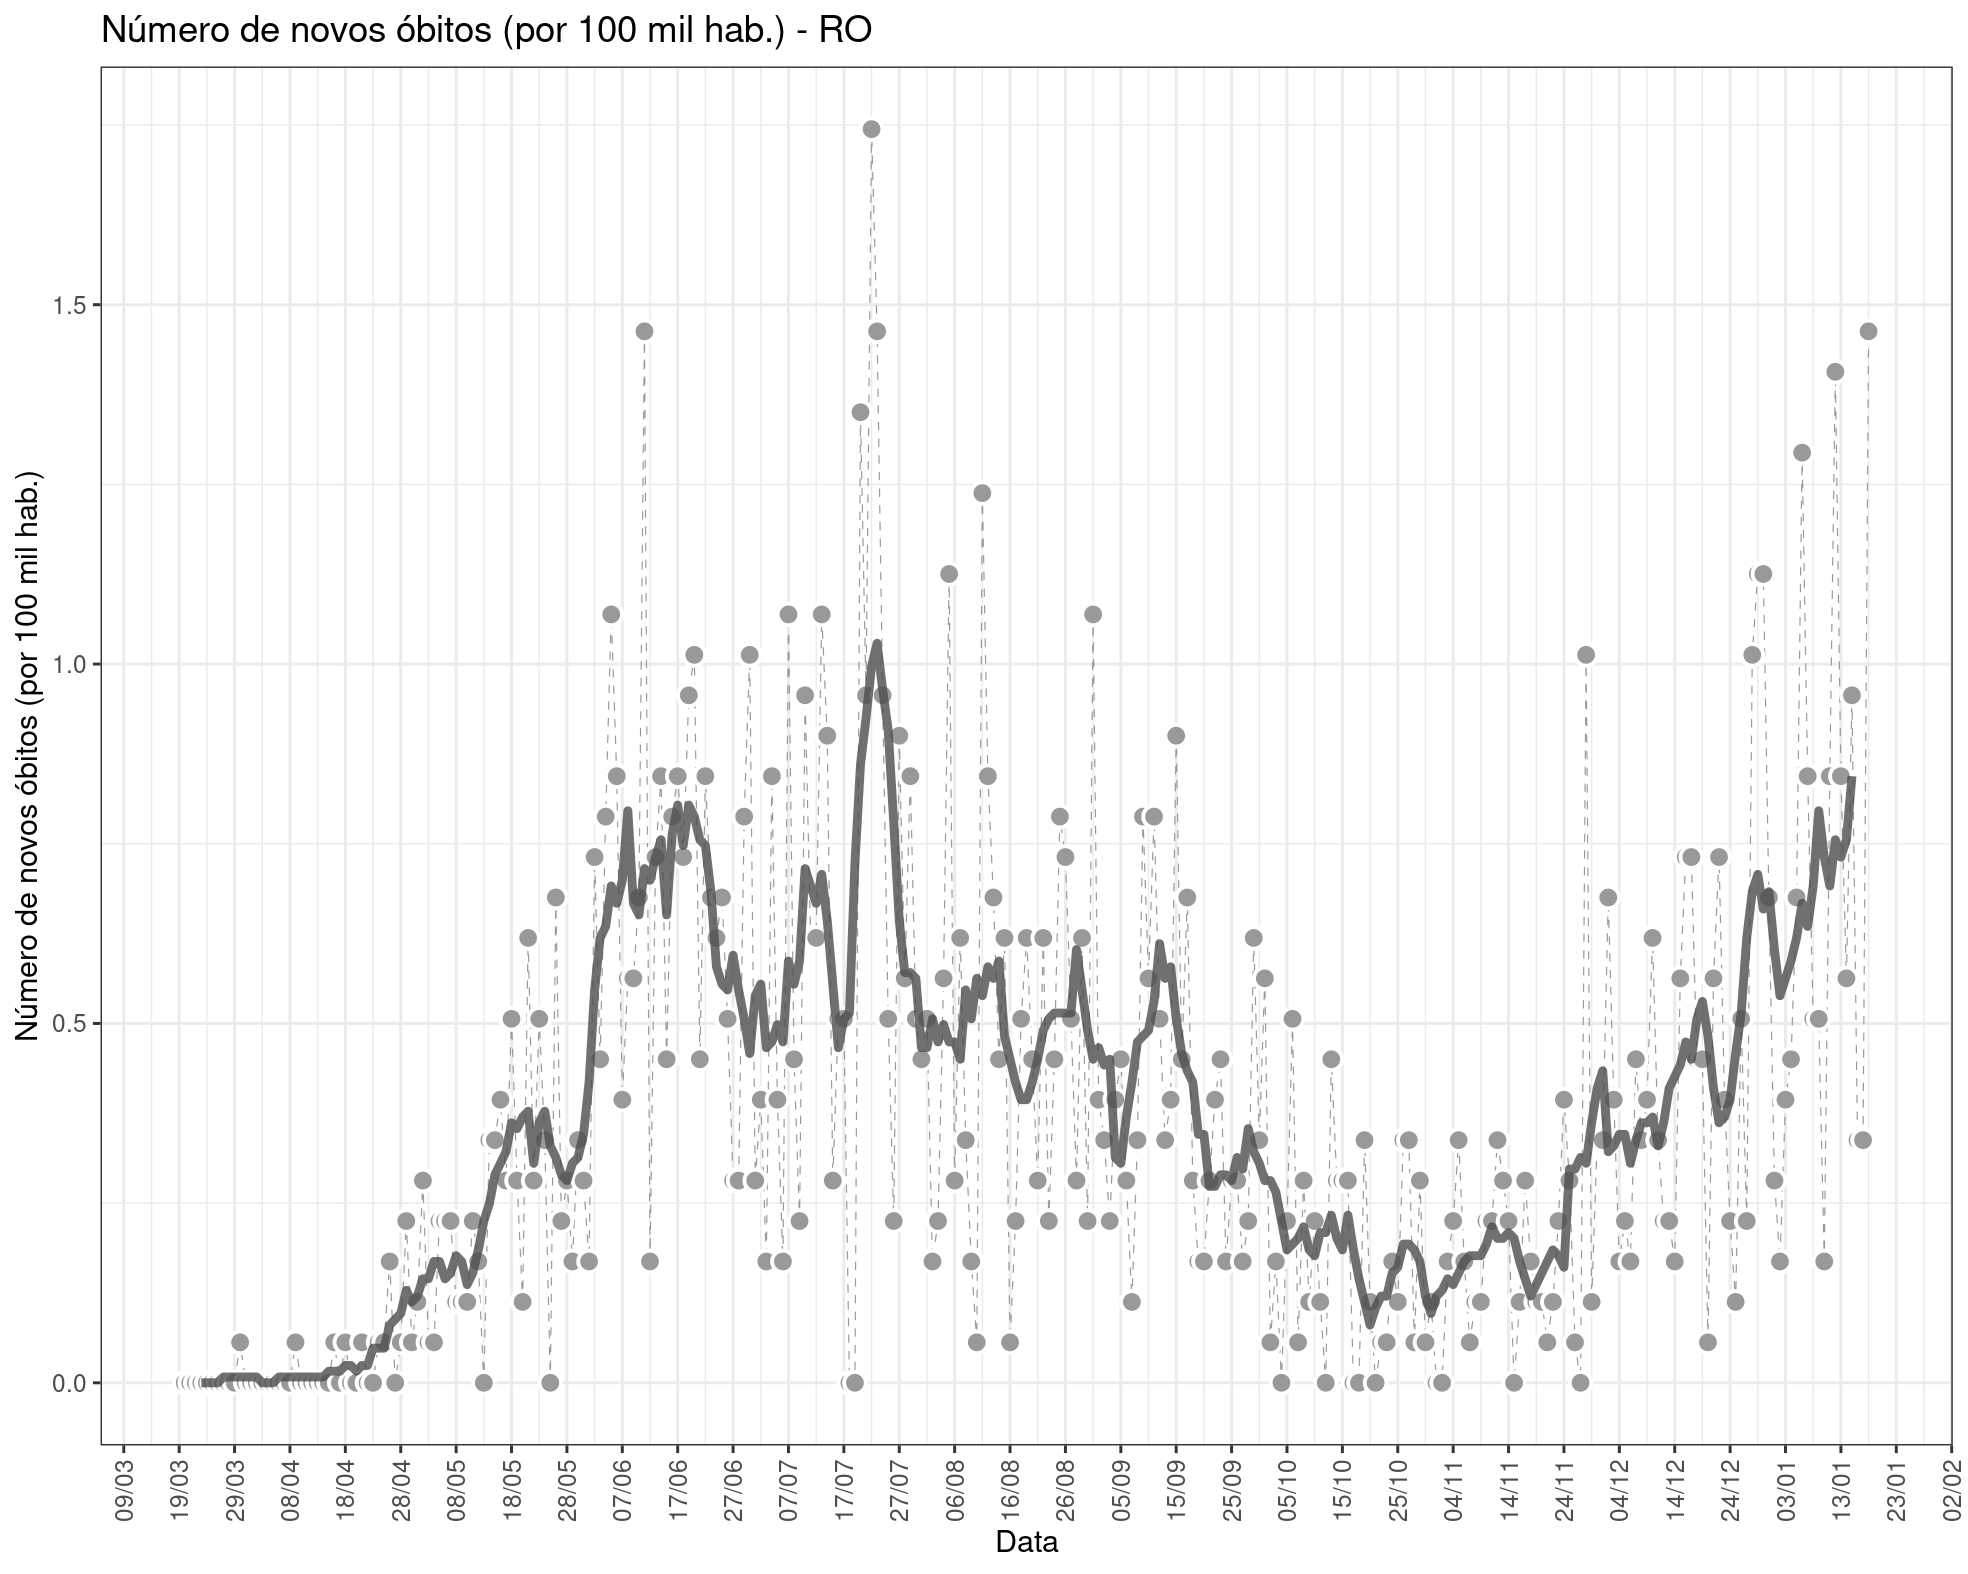 Número de novos óbitos (por 100 mil hab.) - RO
Número de novos óbitos (por 100 mil hab.)
1.5
1.0
0.5
0.0
09/03 19/03 29/03 08/04 18/04 28/04 08/05 18/05 28/05 07/06 17/06 27/06 07/07 17/07 27/07 06/08 16/08 26/08 05/09 15/09 25/09 05/10 15/10 25/10 04/11 14/11 24/11 04/12 14/12 24/12 03/01 13/01 23/01 02/02
Data